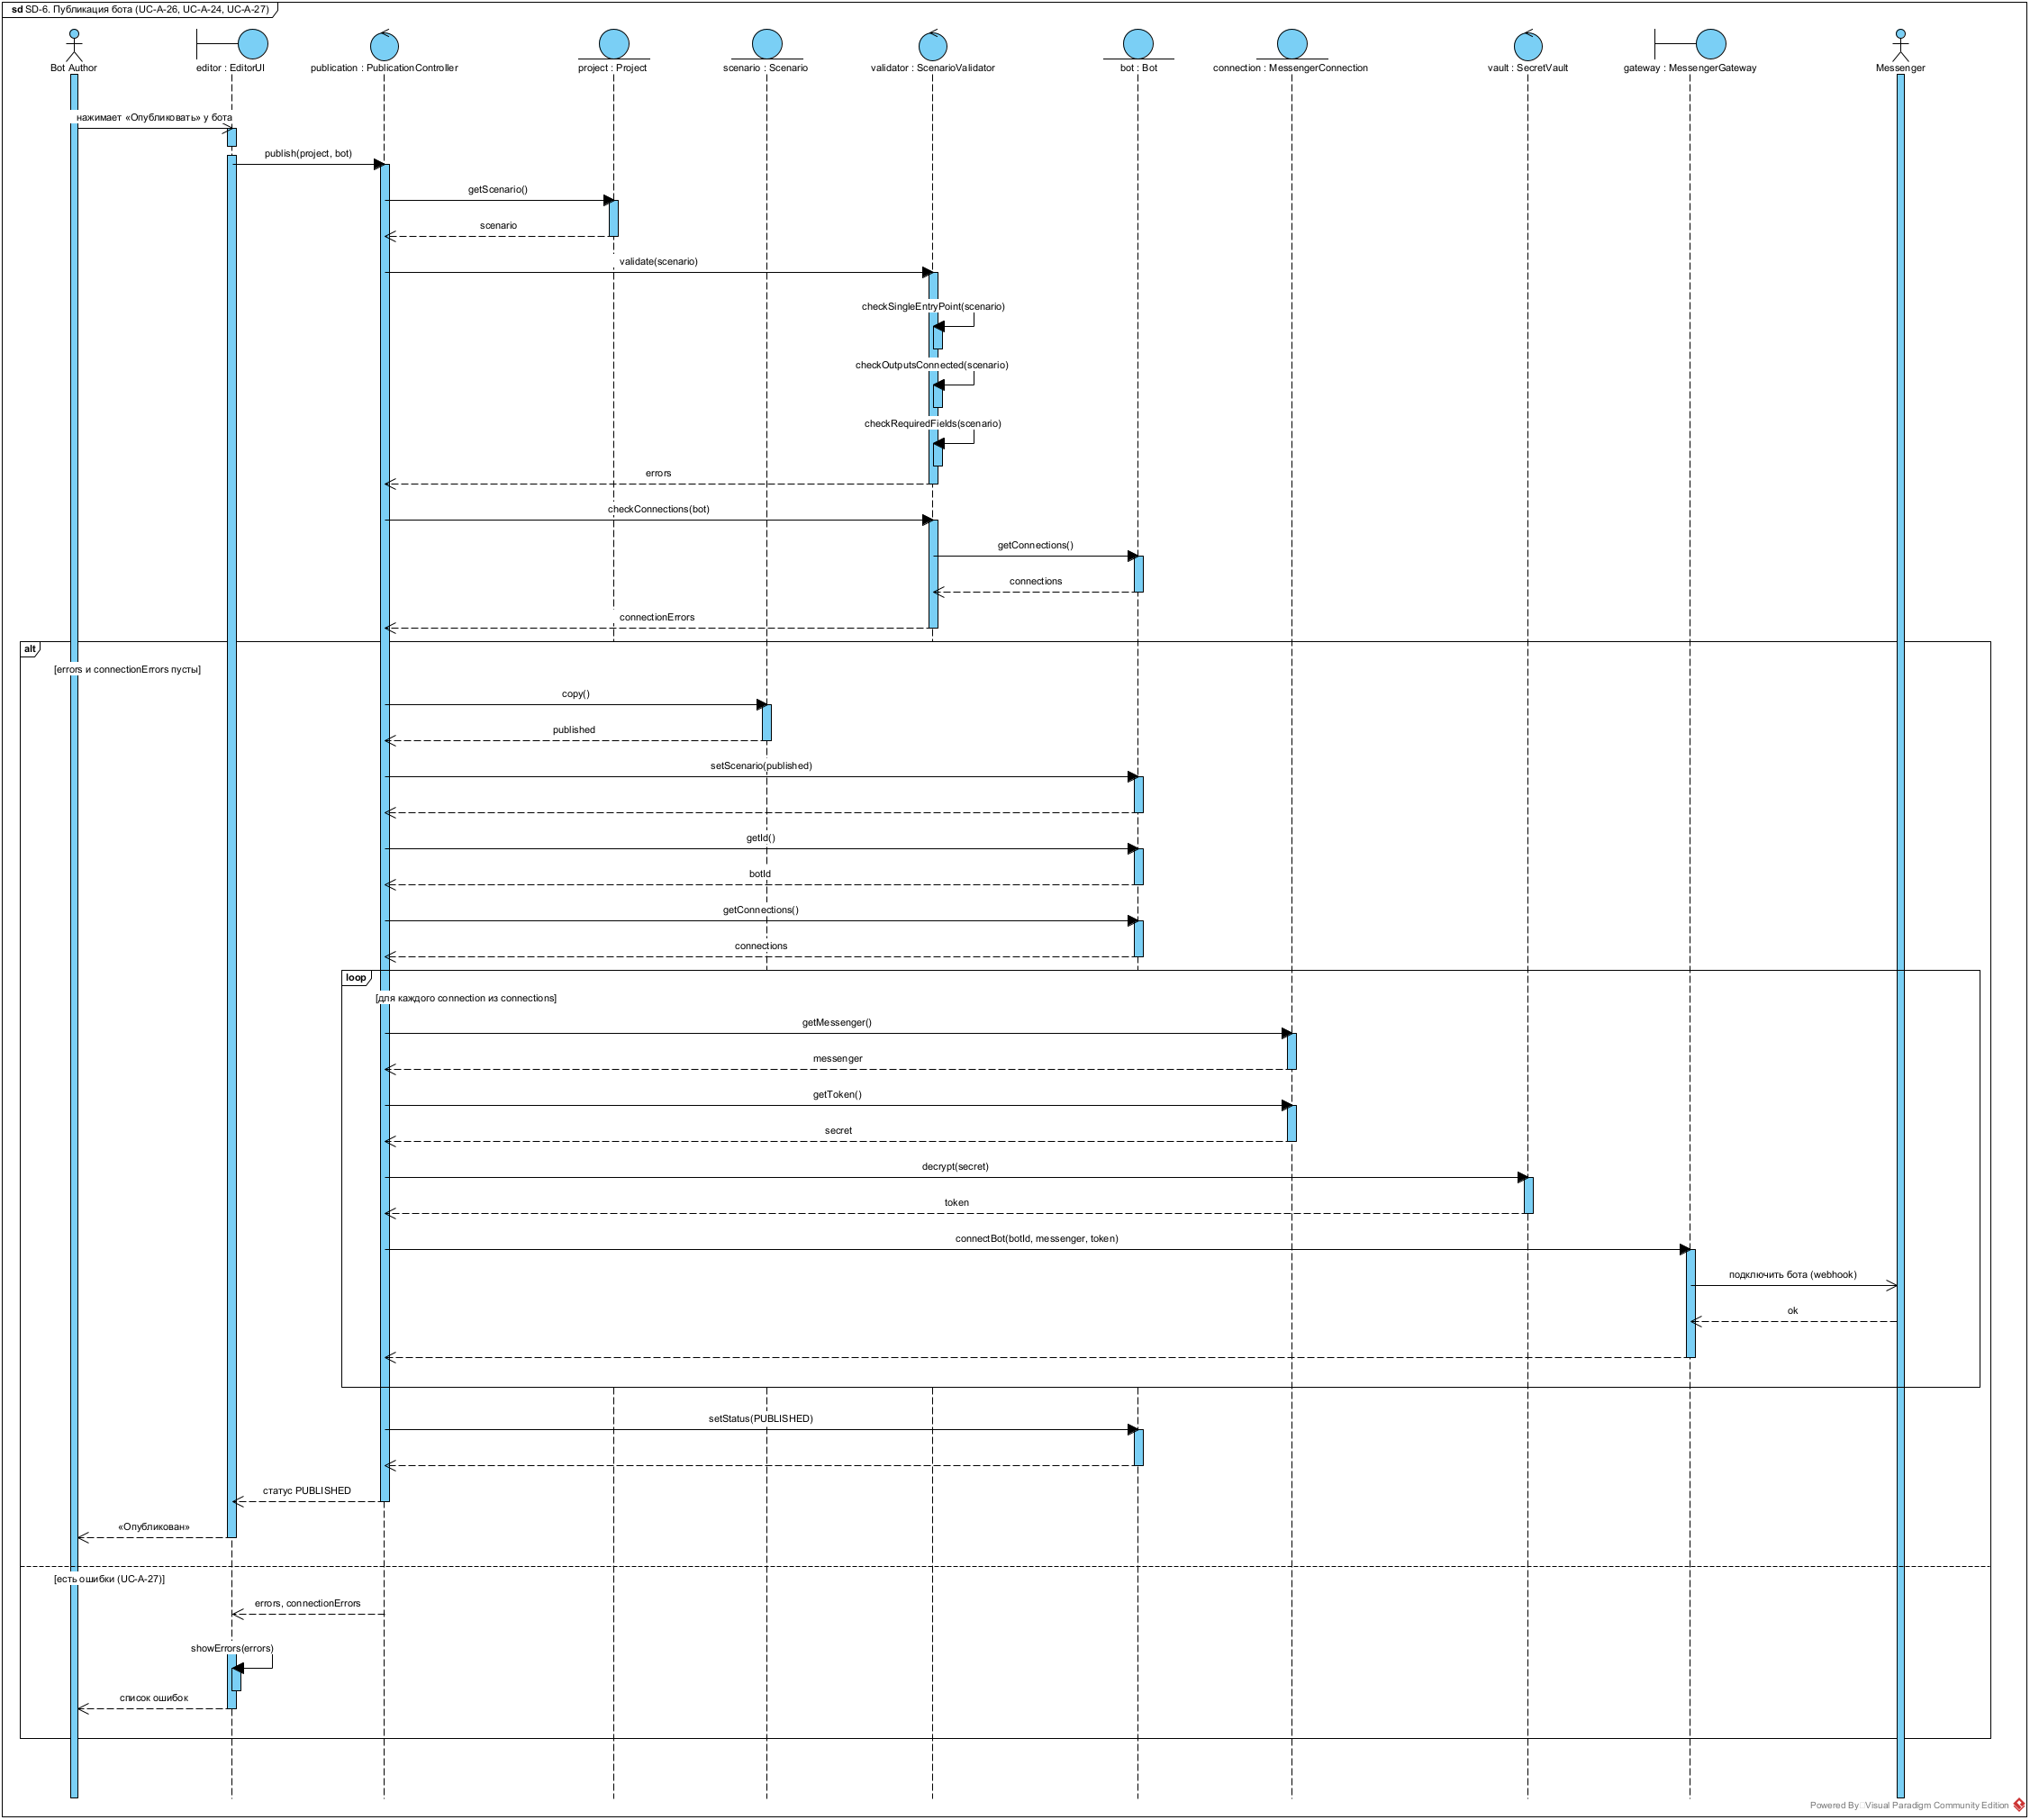 sd SD-6. Публикация бота (UC-A-26, UC-A-24, UC-A-27)
Bot Author
editor : EditorUI
publication : PublicationController
project : Project
scenario : Scenario
validator : ScenarioValidator
bot : Bot
connection : MessengerConnection
vault : SecretVault
gateway : MessengerGateway
Messenger
нажимает «Опубликовать» у бота
publish(project, bot)
getScenario()
scenario
validate(scenario)
checkSingleEntryPoint(scenario)
checkOutputsConnected(scenario)
checkRequiredFields(scenario)
errors
checkConnections(bot)
getConnections()
connections
connectionErrors
alt
[errors и connectionErrors пусты]
copy()
published
setScenario(published)
getId()
botId
getConnections()
connections
loop
[для каждого connection из connections]
getMessenger()
messenger
getToken()
secret
decrypt(secret)
token
connectBot(botId, messenger, token)
подключить бота (webhook)
ok
setStatus(PUBLISHED)
статус PUBLISHED
«Опубликован»
[есть ошибки (UC-A-27)]
errors, connectionErrors
showErrors(errors)
список ошибок
Powered By Visual Paradigm Community Edition